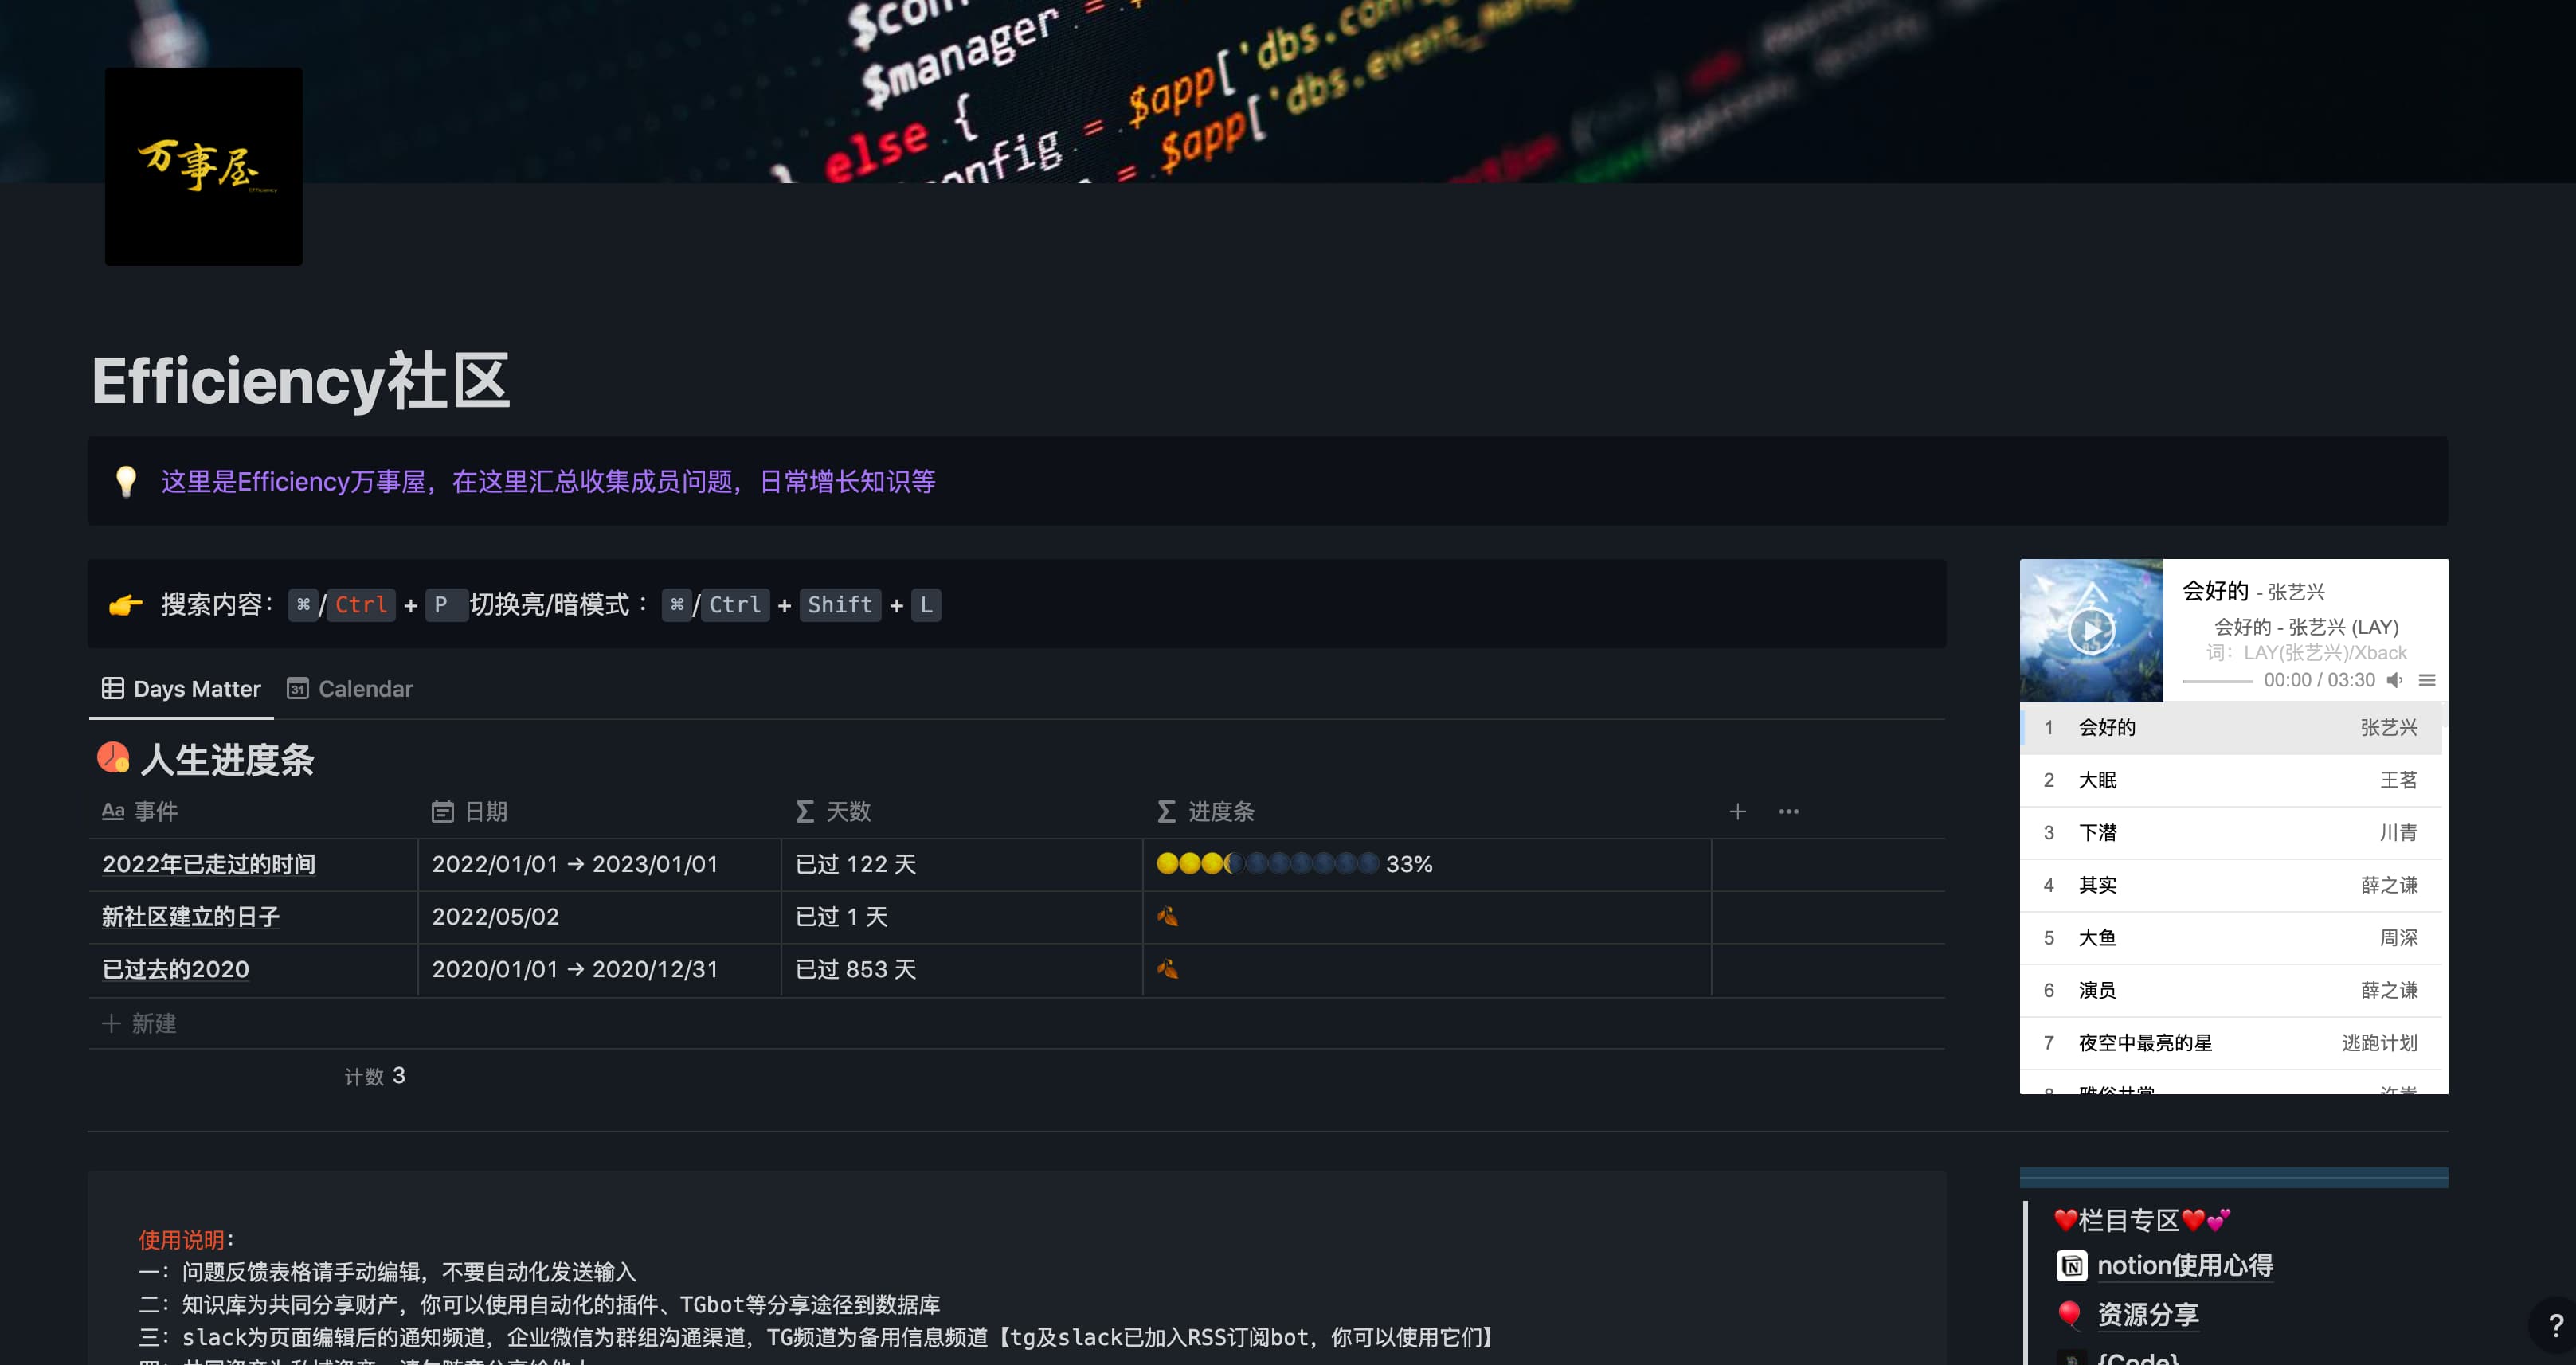 $manager = $
} else {
= $app['dbs.
= $app['dbs.event_
万事屋
Efficiency
Efficiency社区
这里是Efficiency万事屋，在这里汇总收集成员问题，日常增长知识等
搜索内容：⌘/Ctrl + P 切换亮/暗模式：⌘/Ctrl + Shift + L
Days Matter
Calendar
人生进度条
Aa 事件 日期 ∑ 天数 ∑ 进度条
2022年已走过的时间 2022/01/01 → 2023/01/01 已过 122 天 33%
新社区建立的日子 2022/05/02 已过 1 天
已过去的2020 2020/01/01 → 2020/12/31 已过 853 天
+ 新建
计数 3
会好的 - 张艺兴
会好的 - 张艺兴 (LAY)
词：LAY(张艺兴)/Xback
00:00 / 03:30
1 会好的 张艺兴
2 大眠 王茗
3 下潜 川青
4 其实 薛之谦
5 大鱼 周深
6 演员 薛之谦
7 夜空中最亮的星 逃跑计划
8 雅俗共赏 许嵩
使用说明：
一：问题反馈表格请手动编辑，不要自动化发送输入
二：知识库为共同分享财产，你可以使用自动化的插件、TGbot等分享途径到数据库
三：slack为页面编辑后的通知频道，企业微信为群组沟通渠道，TG频道为备用信息频道【tg及slack已加入RSS订阅bot，你可以使用它们】
❤️栏目专区❤️💕
notion使用心得
资源分享
{Code}
?